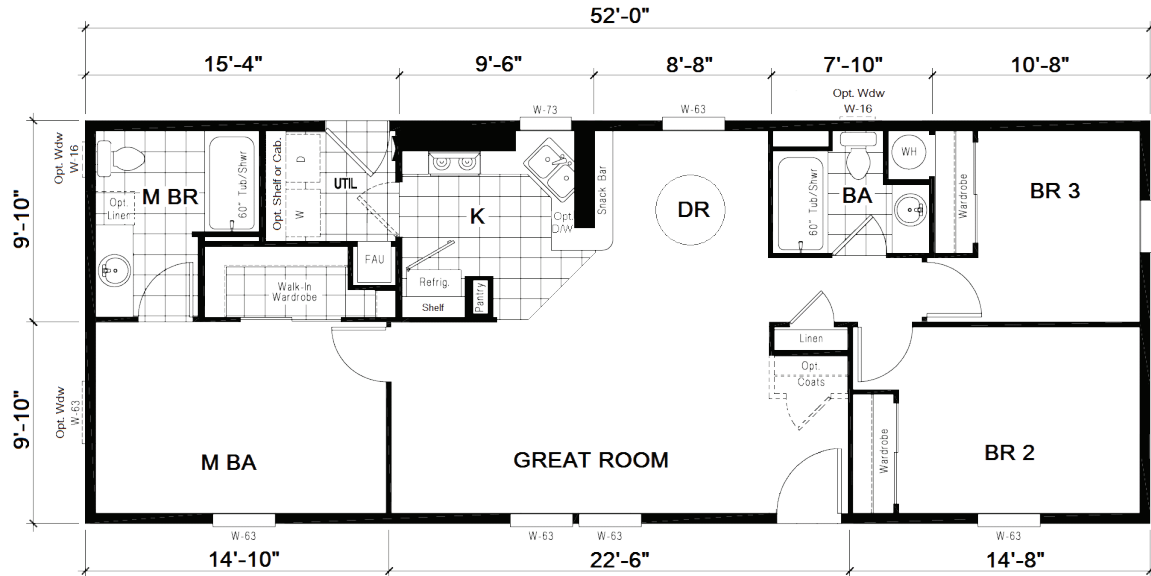 52'-0"
15'-4"
9'-6"
8'-8"
7'-10"
10'-8"
Opt. Wdw
W-16
W-73
W-63
Opt. Wdw
W-16
9'-10"
M BR
Opt.
Linen
60" Tub/Shwr
Opt. Shelf or Cab.
D
W
UTIL
FAU
Walk-In
Wardrobe
K
Opt.
D/W
Snack Bar
Refrig.
Shelf
Pantry
DR
60" Tub/Shwr
BA
WH
Wardrobe
BR 3
Linen
Opt.
Coats
9'-10"
Opt. Wdw
W-63
M BA
GREAT ROOM
Wardrobe
BR 2
W-63
W-63
W-63
W-63
14'-10"
22'-6"
14'-8"